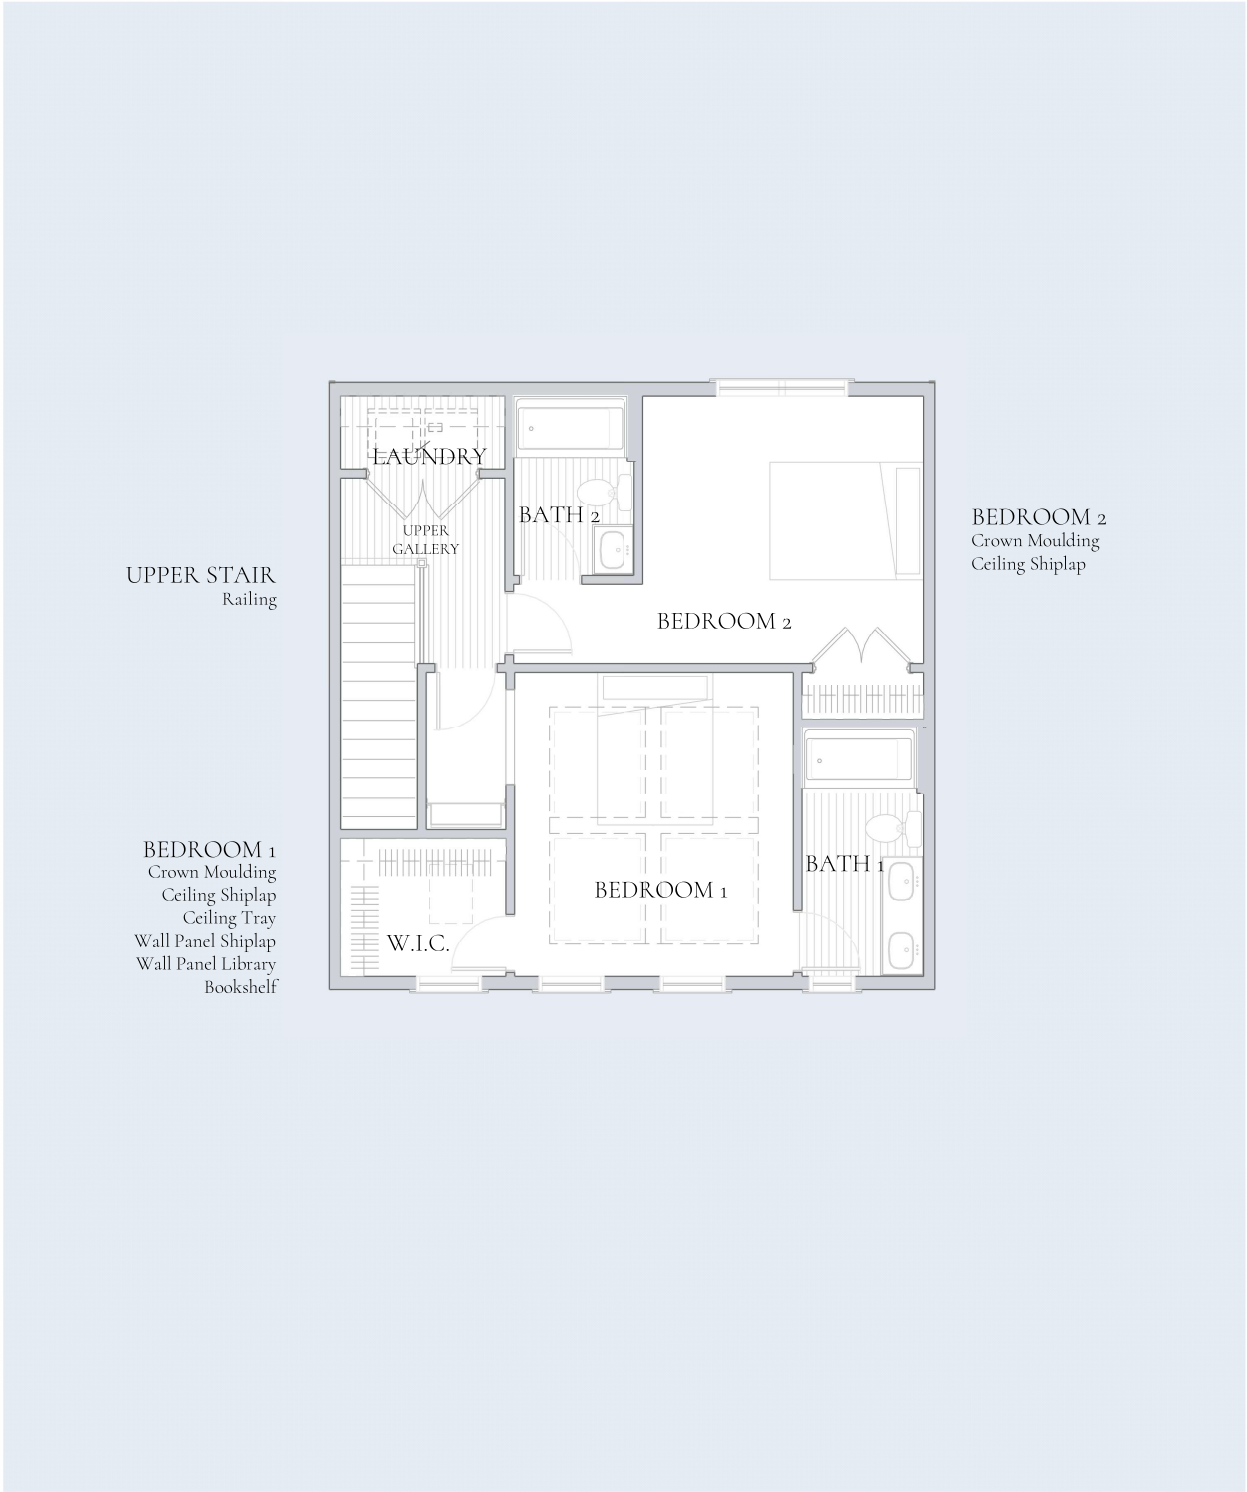 LAUNDRY
BATH 2
UPPER
GALLERY
BEDROOM 2
Crown Moulding
Ceiling Shiplap
UPPER STAIR
Railing
BEDROOM 2
BEDROOM 1
Crown Moulding
Ceiling Shiplap
Ceiling Tray
Wall Panel Shiplap
Wall Panel Library
Bookshelf
BATH 1
BEDROOM 1
W.I.C.